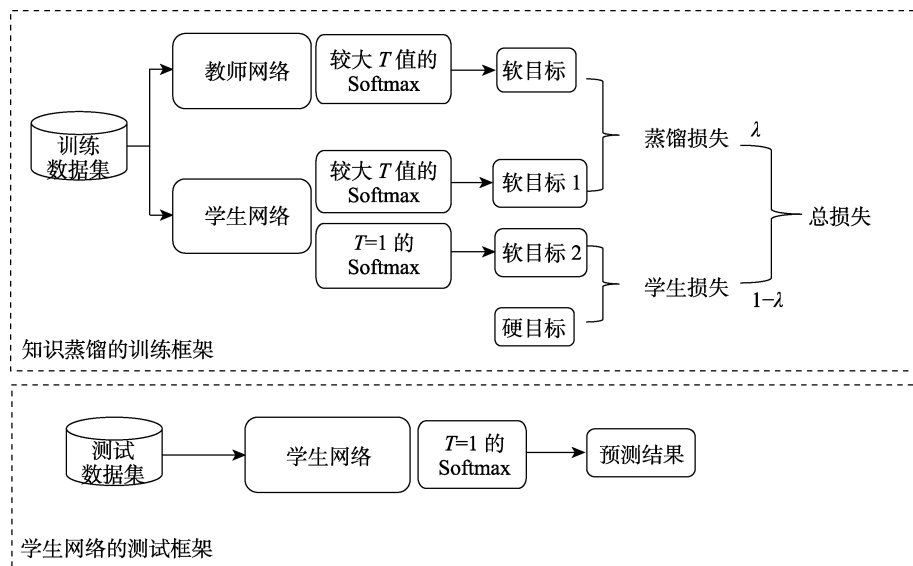 教师网络
较大 T 值的
Softmax
软目标
训练
数据集
蒸馏损失
λ
较大 T 值的
Softmax
软目标 1
学生网络
总损失
T=1 的
Softmax
软目标 2
学生损失
1−λ
硬目标
知识蒸馏的训练框架
测试
数据集
学生网络
T=1 的
Softmax
预测结果
学生网络的测试框架